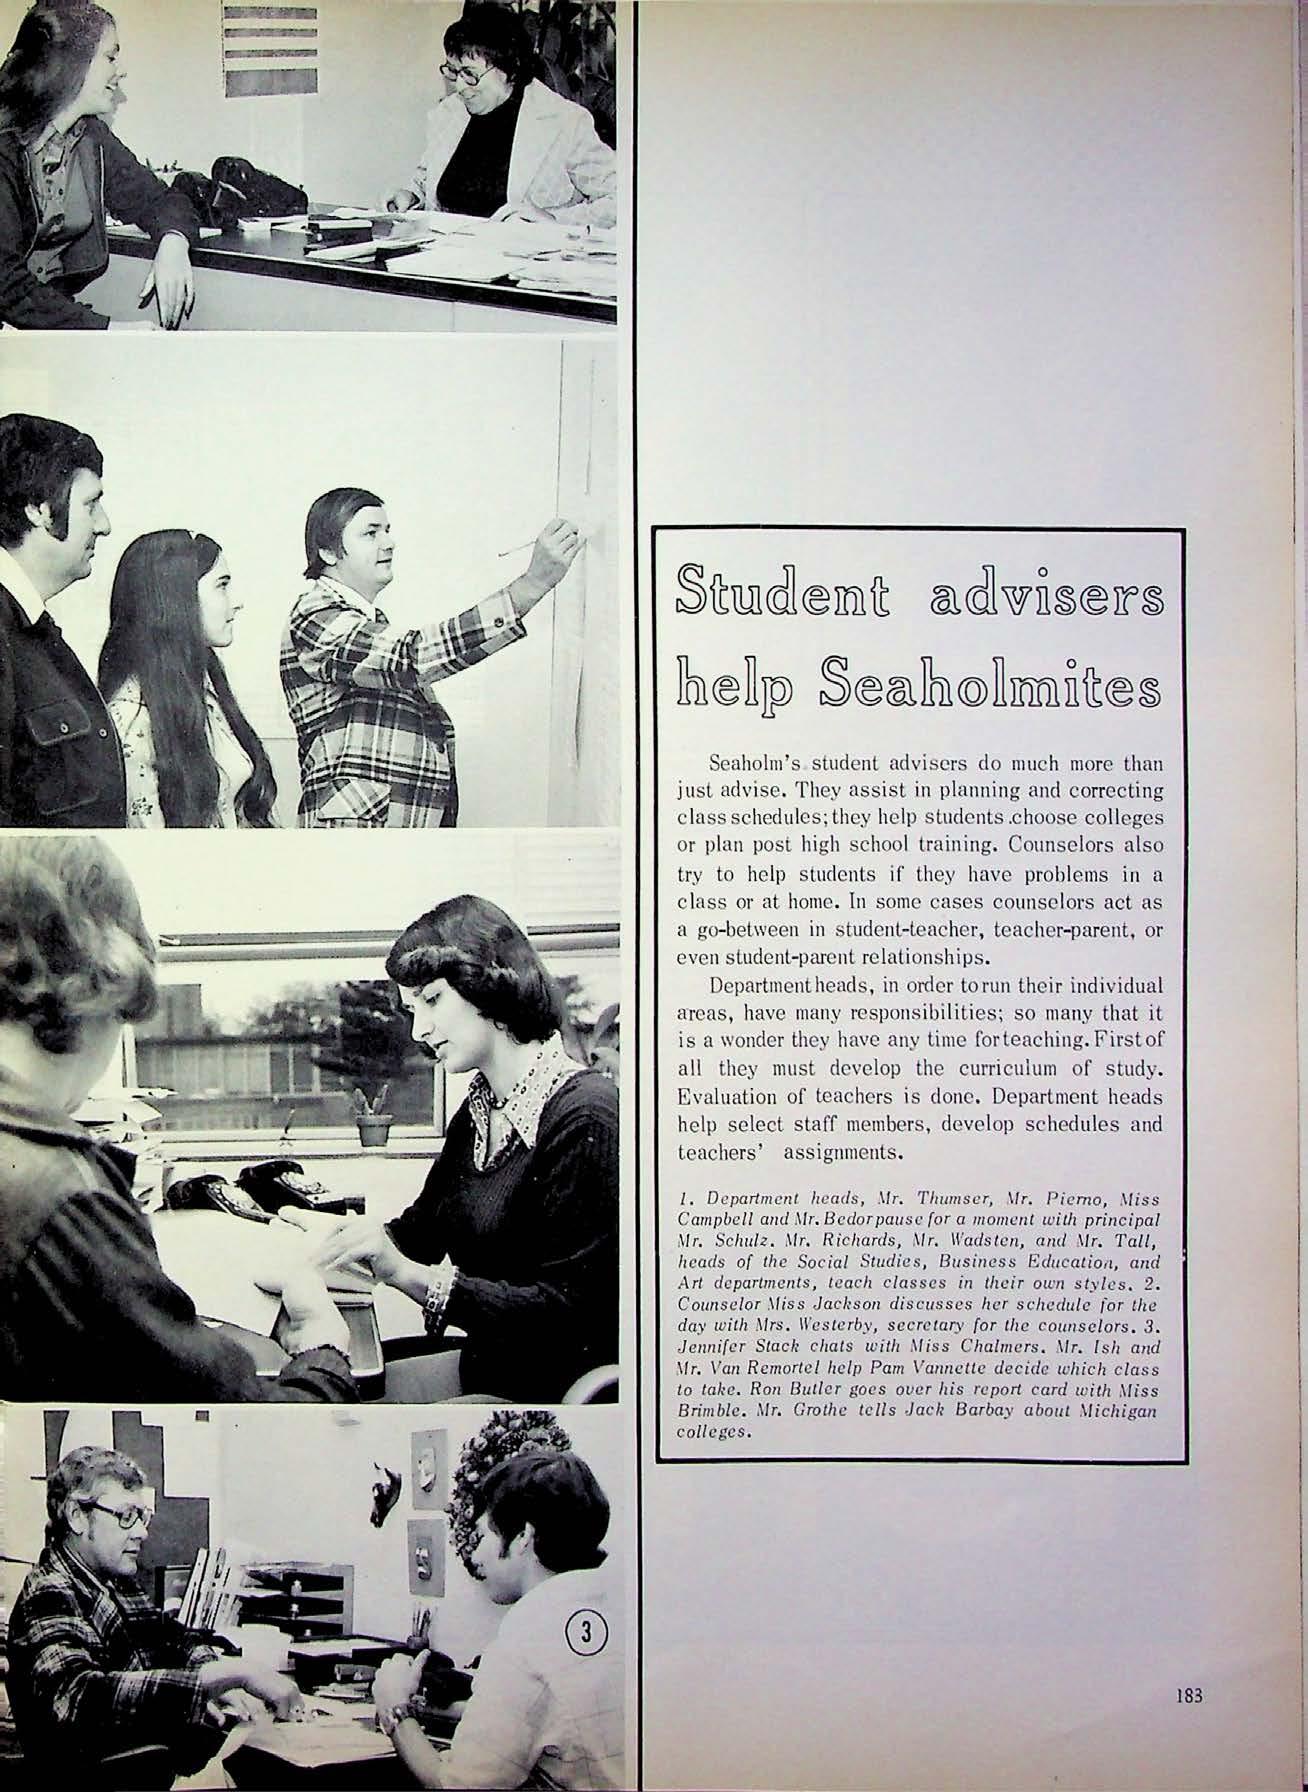 Student advisers
help Seaholmites
Seaholm's student advisers do much more than
just advise. They assist in planning and correcting
class schedules; they help students .choose colleges
or plan post high school training. Counselors also
try to help students if they have problems in a
class or at home. In some cases counselors act as
a go-between in student-teacher, teacher-parent, or
even student-parent relationships.
Department heads, in order to run their individual
areas, have many responsibilities; so many that it
is a wonder they have any time for teaching. First of
all they must develop the curriculum of study.
Evaluation of teachers is done. Department heads
help select staff members, develop schedules and
teachers' assignments.
1. Department heads, Mr. Thumser, Mr. Pierno, Miss
Campbell and Mr. Bedor pause for a moment with principal
Mr. Schulz. Mr. Richards, Mr. Wadsten, and Mr. Tall,
heads of the Social Studies, Business Education, and
Art departments, teach classes in their own styles. 2.
Counselor Miss Jackson discusses her schedule for the
day with Mrs. Westerby, secretary for the counselors. 3.
Jennifer Stack chats with Miss Chalmers. Mr. Ish and
Mr. Van Remortel help Pam Vannette decide which class
to take. Ron Butler goes over his report card with Miss
Brimble. Mr. Grothe tells Jack Barbay about Michigan
colleges.
3
183